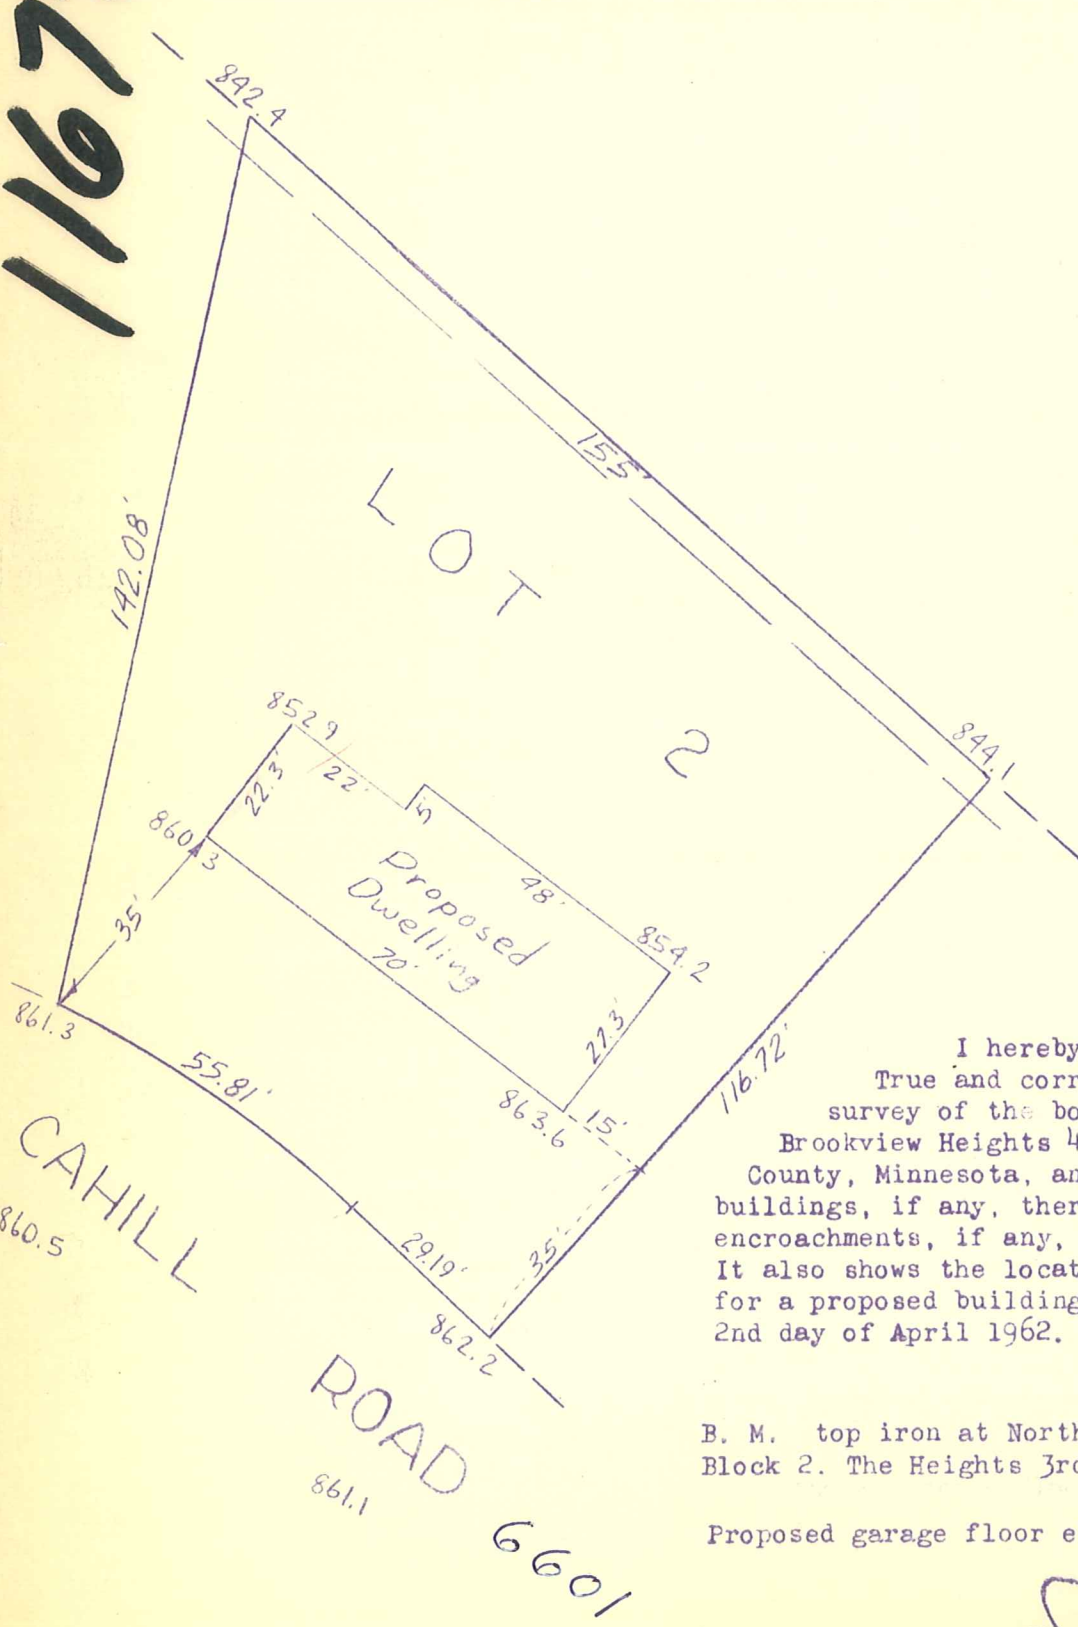 1167
842.4
155'
142.08'
LOT
2
844.1
852.9
22'
5
22.3'
860.3
Proposed
Dwelling
48'
70'
854.2
27.3'
35'
861.3
55.81'
863.6
15'
116.72'
CAHILL
860.5
29.19'
35'
862.2
ROAD
861.1
6601
I hereby
True and corr
survey of the bo
Brookview Heights 4
County, Minnesota, an
buildings, if any, ther
encroachments, if any,
It also shows the locat
for a proposed building
2nd day of April 1962.
B. M. top iron at North
Block 2. The Heights 3rd
Proposed garage floor e